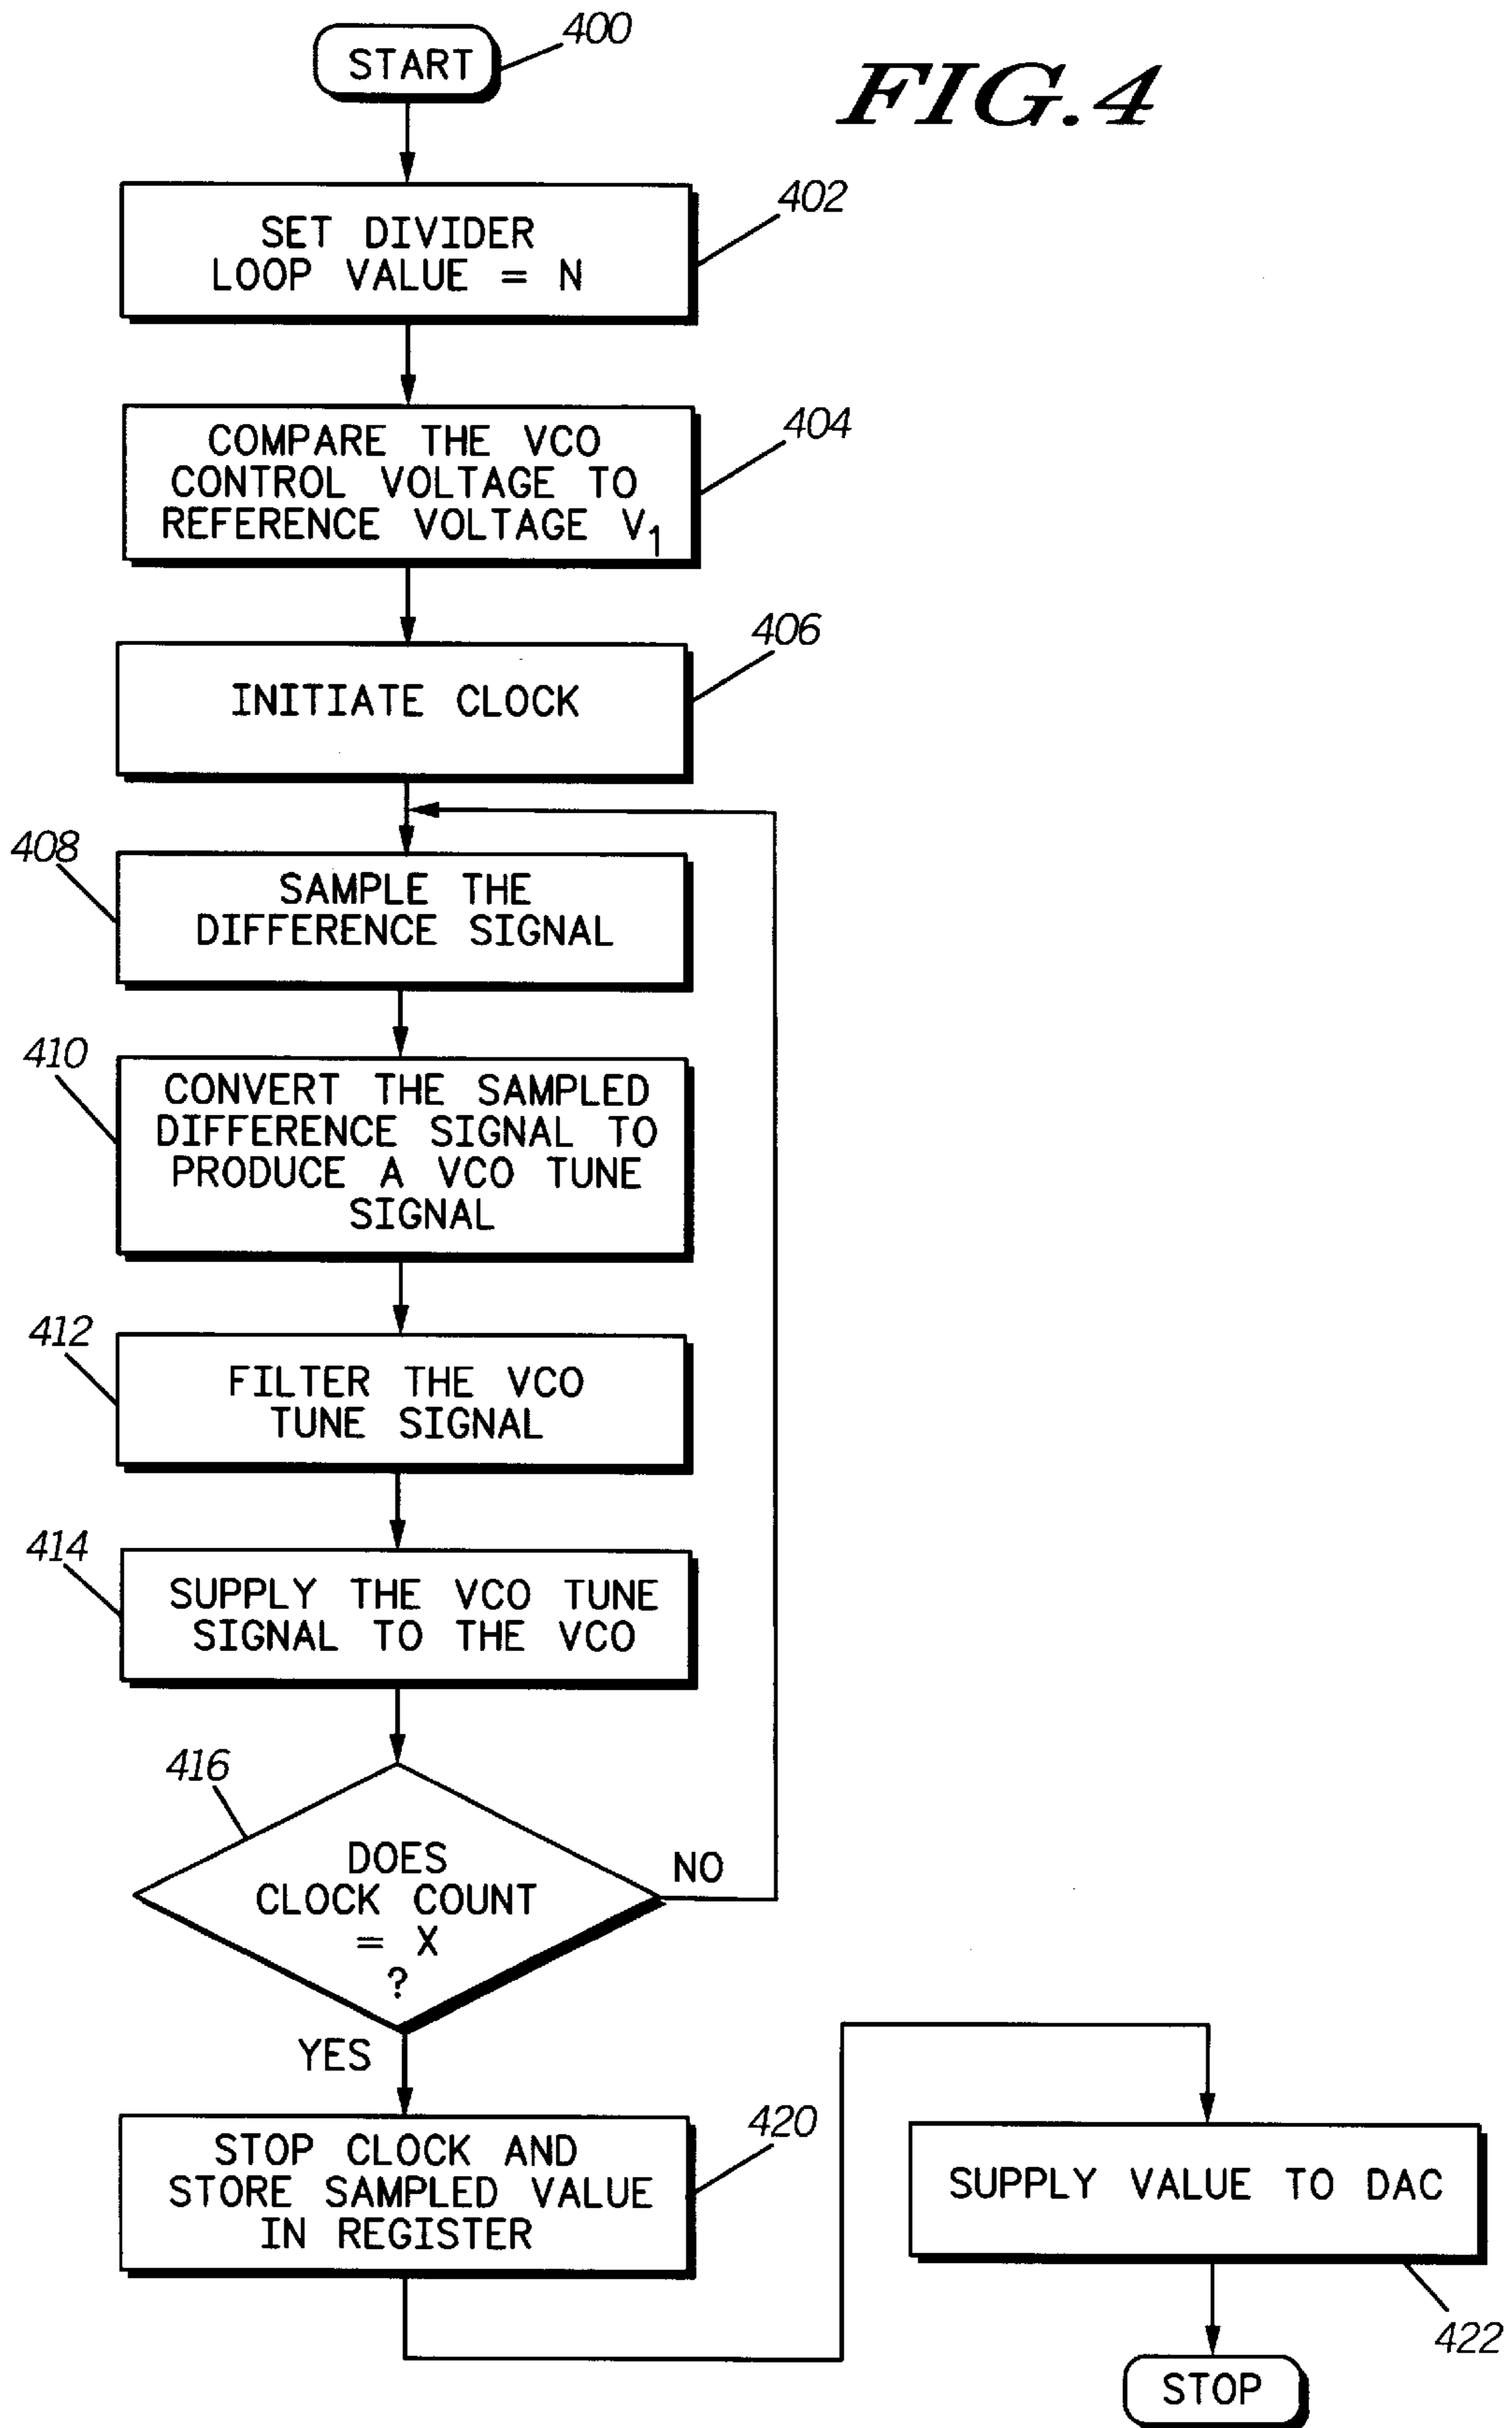 400
START
FIG.4
402
SET DIVIDER
LOOP VALUE = N
404
COMPARE THE VCO
CONTROL VOLTAGE TO
REFERENCE VOLTAGE V1
406
INITIATE CLOCK
408
SAMPLE THE
DIFFERENCE SIGNAL
410
CONVERT THE SAMPLED
DIFFERENCE SIGNAL TO
PRODUCE A VCO TUNE
SIGNAL
412
FILTER THE VCO
TUNE SIGNAL
414
SUPPLY THE VCO TUNE
SIGNAL TO THE VCO
416
DOES
CLOCK COUNT
= X
?
NO
YES
420
STOP CLOCK AND
STORE SAMPLED VALUE
IN REGISTER
SUPPLY VALUE TO DAC
422
STOP